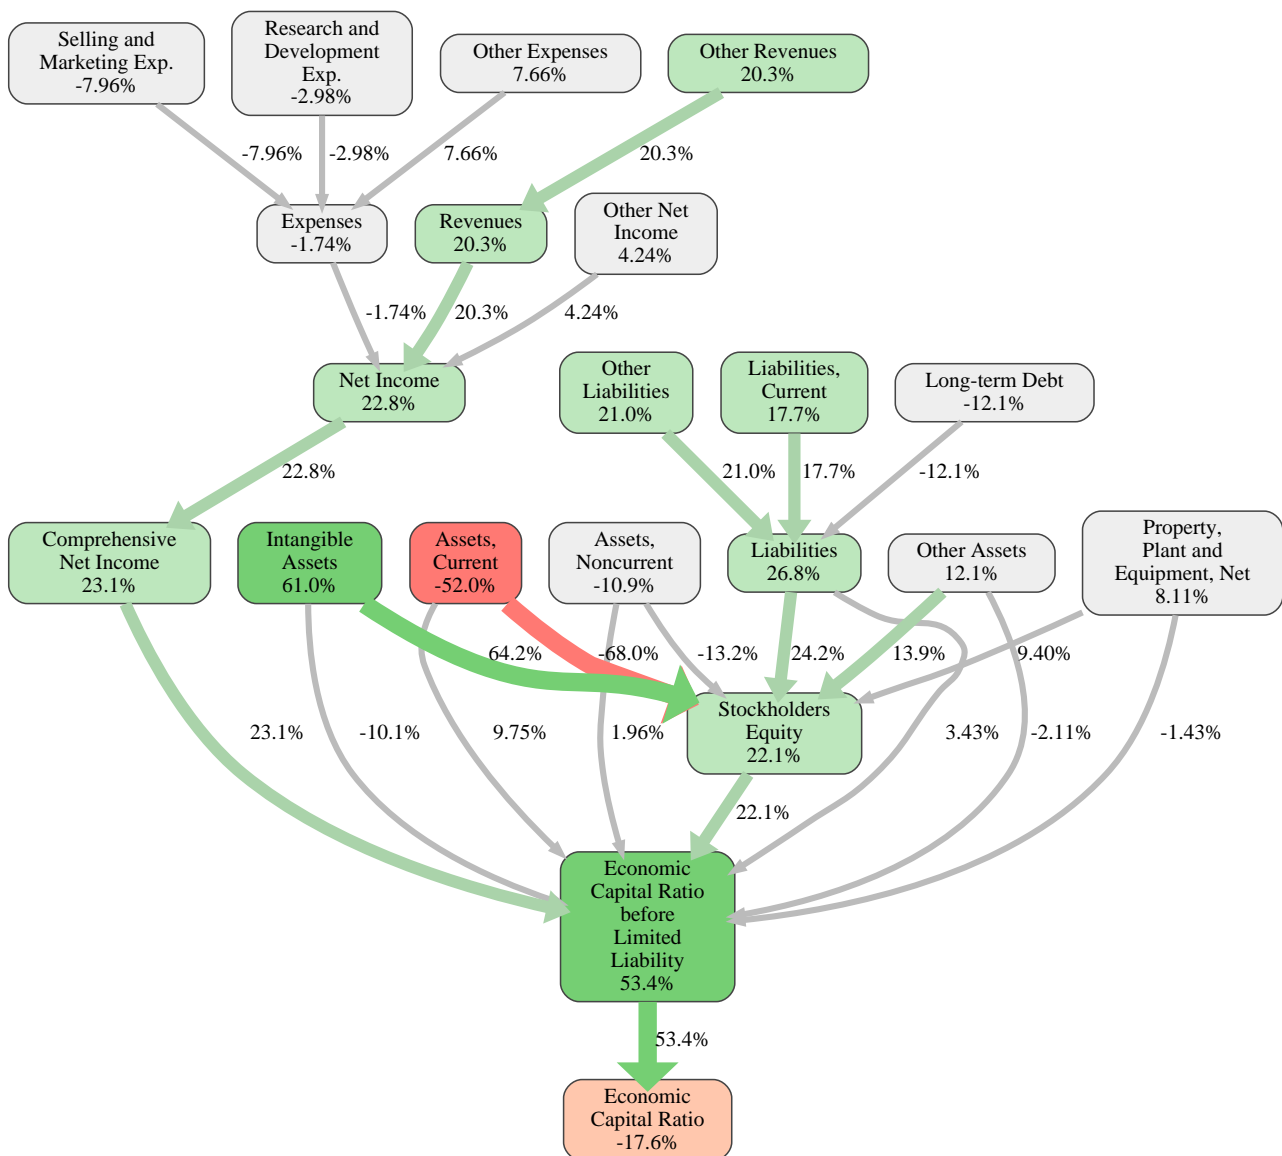 Selling and
Marketing Exp.
-7.96%
Research and
Development
Exp.
-2.98%
Other Expenses
7.66%
Other Revenues
20.3%
-7.96%
-2.98%
7.66%
20.3%
Expenses
-1.74%
Revenues
20.3%
Other Net
Income
4.24%
-1.74%
20.3%
4.24%
Net Income
22.8%
Other
Liabilities
21.0%
Liabilities,
Current
17.7%
Long-term Debt
-12.1%
22.8%
21.0%
17.7%
-12.1%
Comprehensive
Net Income
23.1%
Intangible
Assets
61.0%
Assets,
Current
-52.0%
Assets,
Noncurrent
-10.9%
Liabilities
26.8%
Other Assets
12.1%
Property,
Plant and
Equipment, Net
8.11%
64.2%
-68.0%
-13.2%
24.2%
13.9%
9.40%
Stockholders
Equity
22.1%
23.1%
-10.1%
9.75%
1.96%
3.43%
-2.11%
-1.43%
22.1%
Economic
Capital Ratio
before
Limited
Liability
53.4%
53.4%
Economic
Capital Ratio
-17.6%